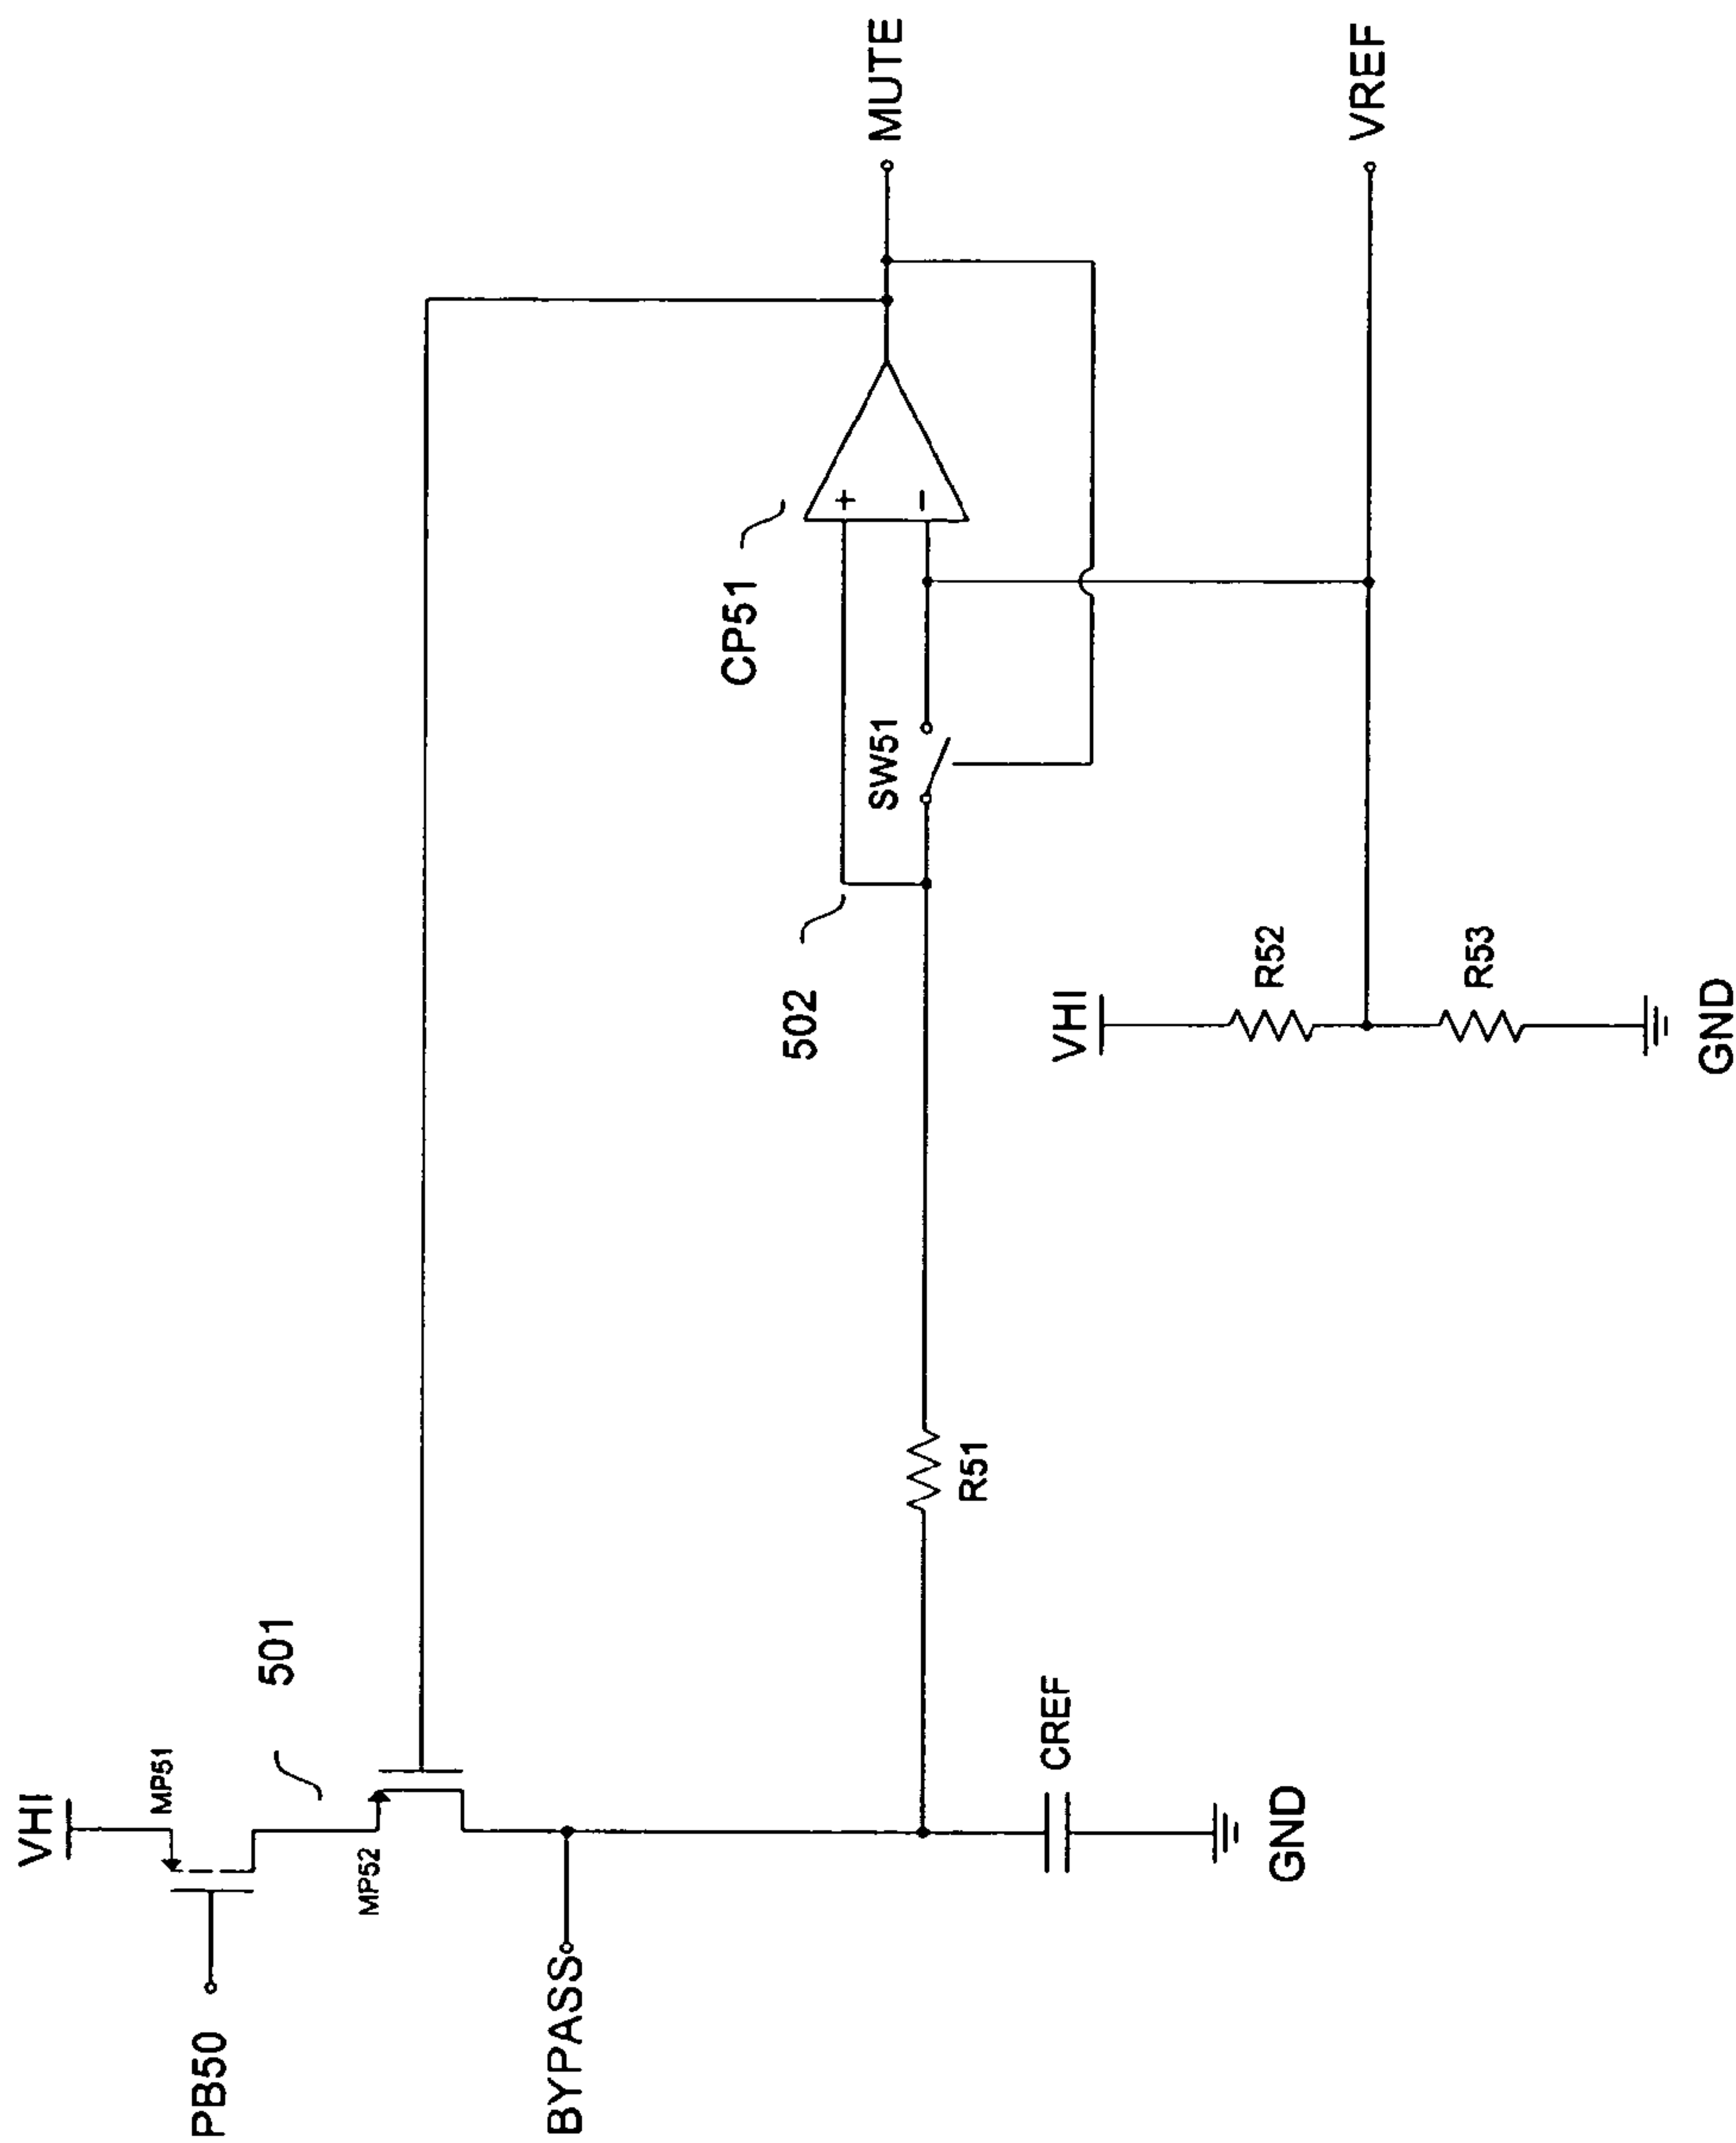 VHI
MP51
PB50
501
MP52
BYPASS
R51
CREF
GND
502
CP51
+
−
SW51
MUTE
VREF
VHI
R52
R53
GND